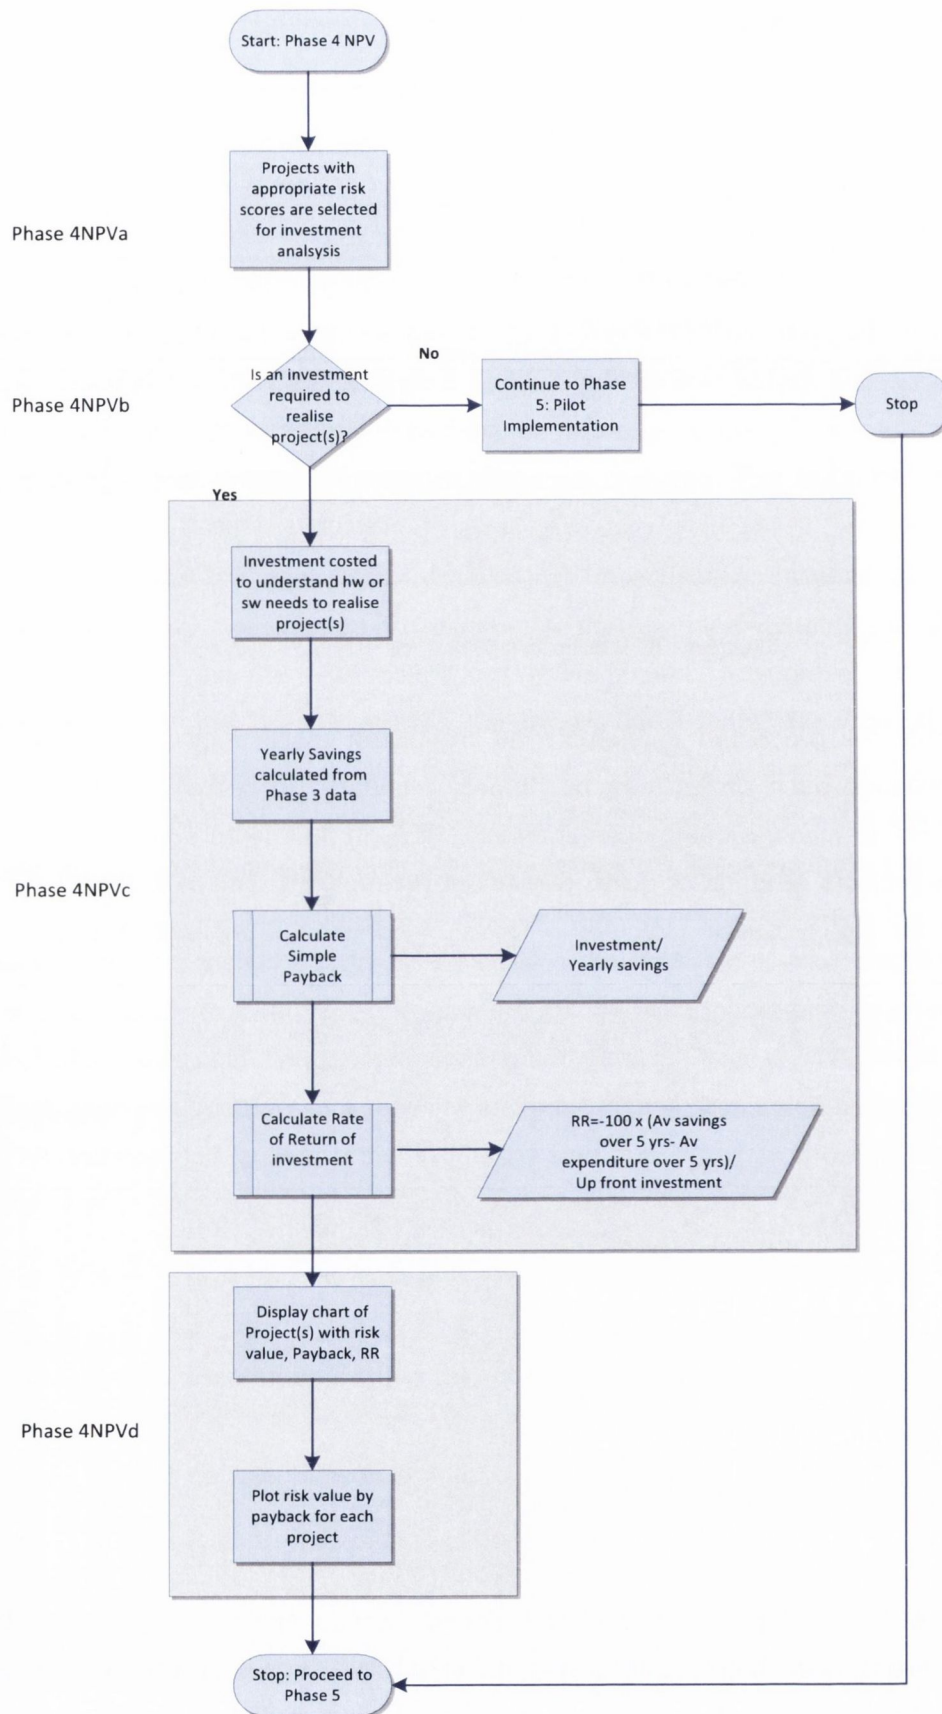 Start: Phase 4 NPV
Projects with
appropriate risk
scores are selected
for investment
analsysis
Phase 4NPVa
Is an investment
required to
realise
project(s)?
No
Continue to Phase
5: Pilot
Implementation
Stop
Phase 4NPVb
Yes
Investment costed
to understand hw or
sw needs to realise
project(s)
Yearly Savings
calculated from
Phase 3 data
Phase 4NPVc
Calculate
Simple
Payback
Investment/
Yearly savings
Calculate Rate
of Return of
investment
RR=-100 x (Av savings
over 5 yrs- Av
expenditure over 5 yrs)/
Up front investment
Display chart of
Project(s) with risk
value, Payback, RR
Phase 4NPVd
Plot risk value by
payback for each
project
Stop: Proceed to
Phase 5